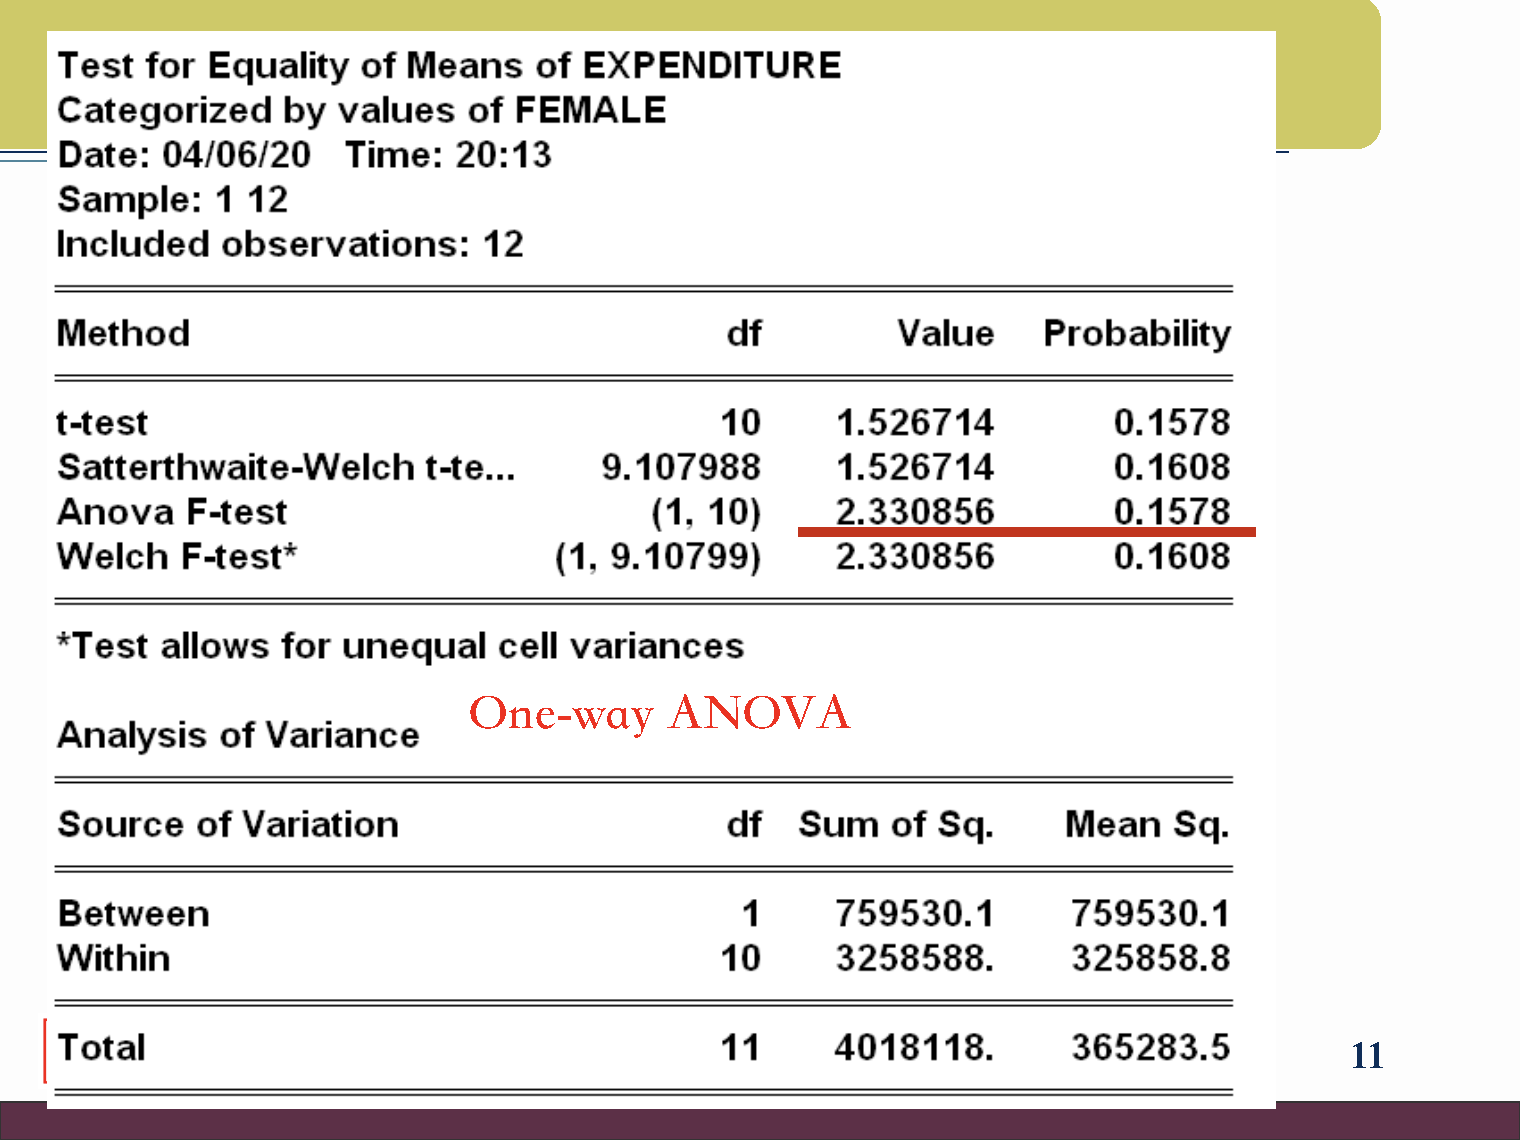 Test for Equality of Means of EXPENDITURE
Categorized by values of FEMALE
Date: 04/06/20 Time: 20:13
Sample: 1 12
Included observations: 12
Method df Value Probability
t-test 10 1.526714 0.1578
Satterthwaite-Welch t-te... 9.107988 1.526714 0.1608
Anova F-test (1, 10) 2.330856 0.1578
Welch F-test* (1, 9.10799) 2.330856 0.1608
*Test allows for unequal cell variances
One-way ANOVA
Analysis of Variance
Source of Variation df Sum of Sq. Mean Sq.
Between 1 759530.1 759530.1
Within 10 3258588. 325858.8
Total 11 4018118. 365283.5
11